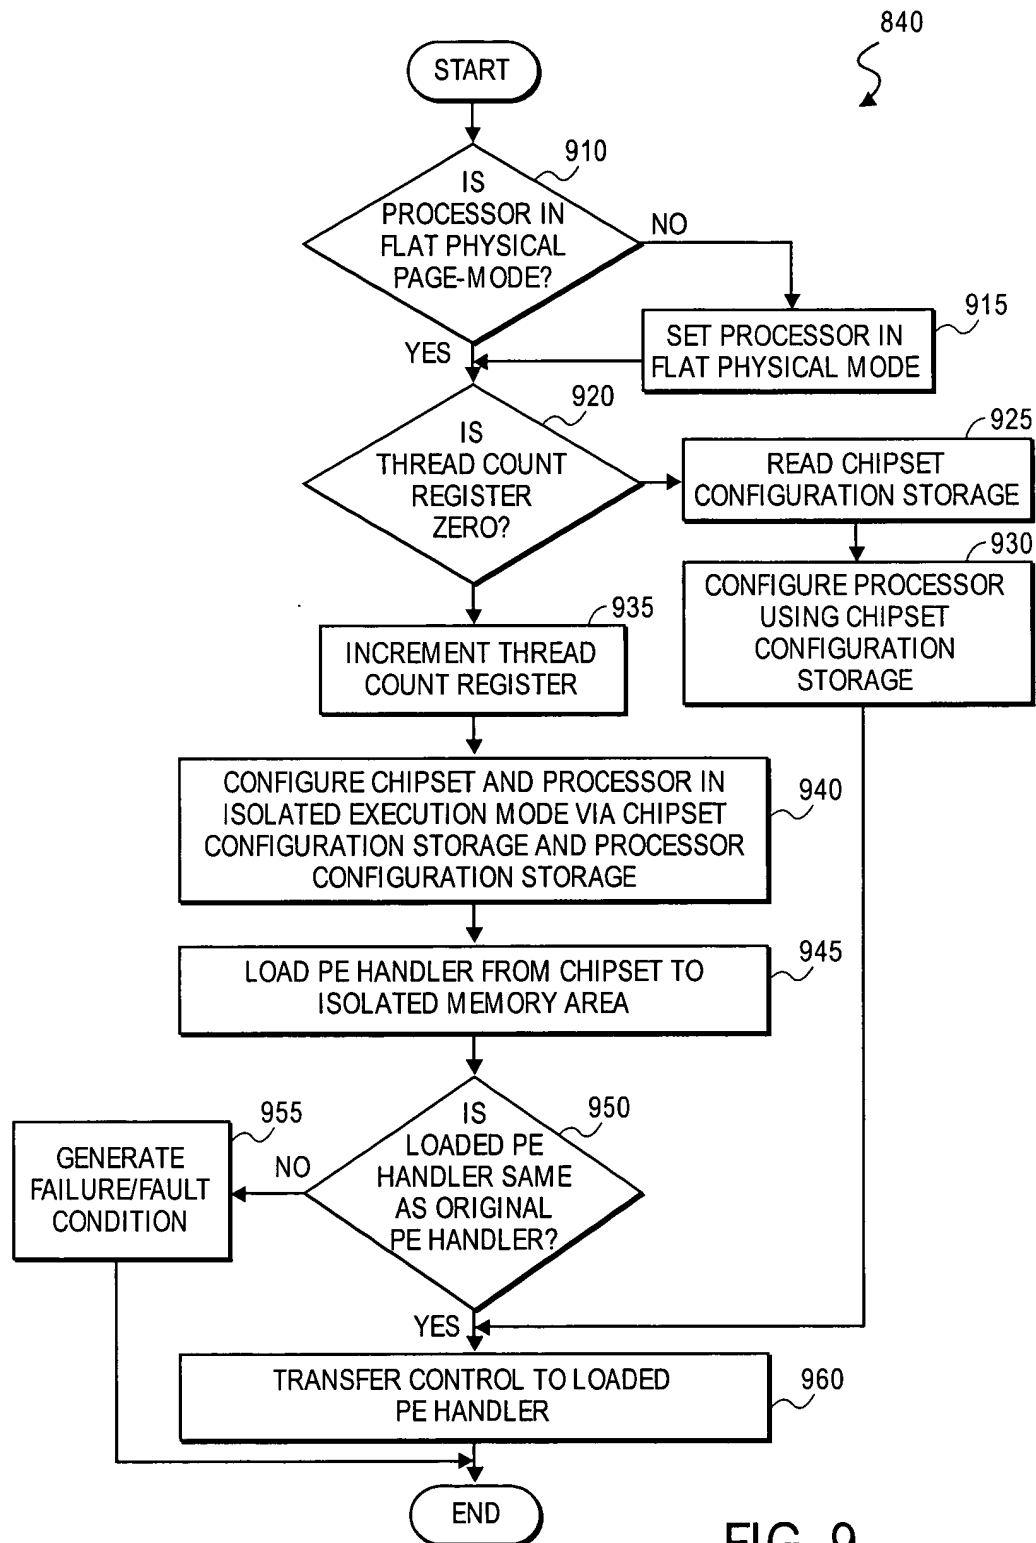 840
START
910
IS
PROCESSOR IN
FLAT PHYSICAL
PAGE-MODE?
NO
915
SET PROCESSOR IN
FLAT PHYSICAL MODE
YES
920
IS
THREAD COUNT
REGISTER
ZERO?
925
READ CHIPSET
CONFIGURATION STORAGE
930
CONFIGURE PROCESSOR
USING CHIPSET
CONFIGURATION
STORAGE
935
INCREMENT THREAD
COUNT REGISTER
940
CONFIGURE CHIPSET AND PROCESSOR IN
ISOLATED EXECUTION MODE VIA CHIPSET
CONFIGURATION STORAGE AND PROCESSOR
CONFIGURATION STORAGE
945
LOAD PE HANDLER FROM CHIPSET TO
ISOLATED MEMORY AREA
950
IS
LOADED PE
HANDLER SAME
AS ORIGINAL
PE HANDLER?
NO
955
GENERATE
FAILURE/FAULT
CONDITION
YES
960
TRANSFER CONTROL TO LOADED
PE HANDLER
END
FIG. 9